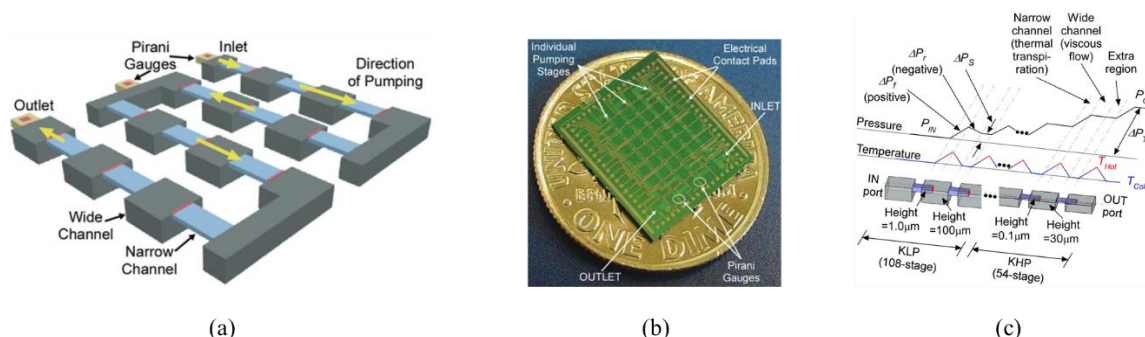 Pirani
Gauges
Inlet
Direction
of Pumping
Outlet
Wide
Channel
Narrow
Channel
(a)
Individual
Pumping
Stages
Electrical
Contact Pads
INLET
OUTLET
Pirani
Gauges
ONE DIME
(b)
Narrow
channel
(thermal
transpi-
ration)
Wide
channel
(viscous
flow)
Extra
region
ΔPr
(negative)
ΔPS
ΔPf
(positive)
PIN
Pressure
Temperature
THot
IN
port
OUT
port
Height
=1.0µm
Height
=100µm
Height
=0.1µm
Height
=30µm
KLP
(108-stage)
KHP
(54-stage)
(c)